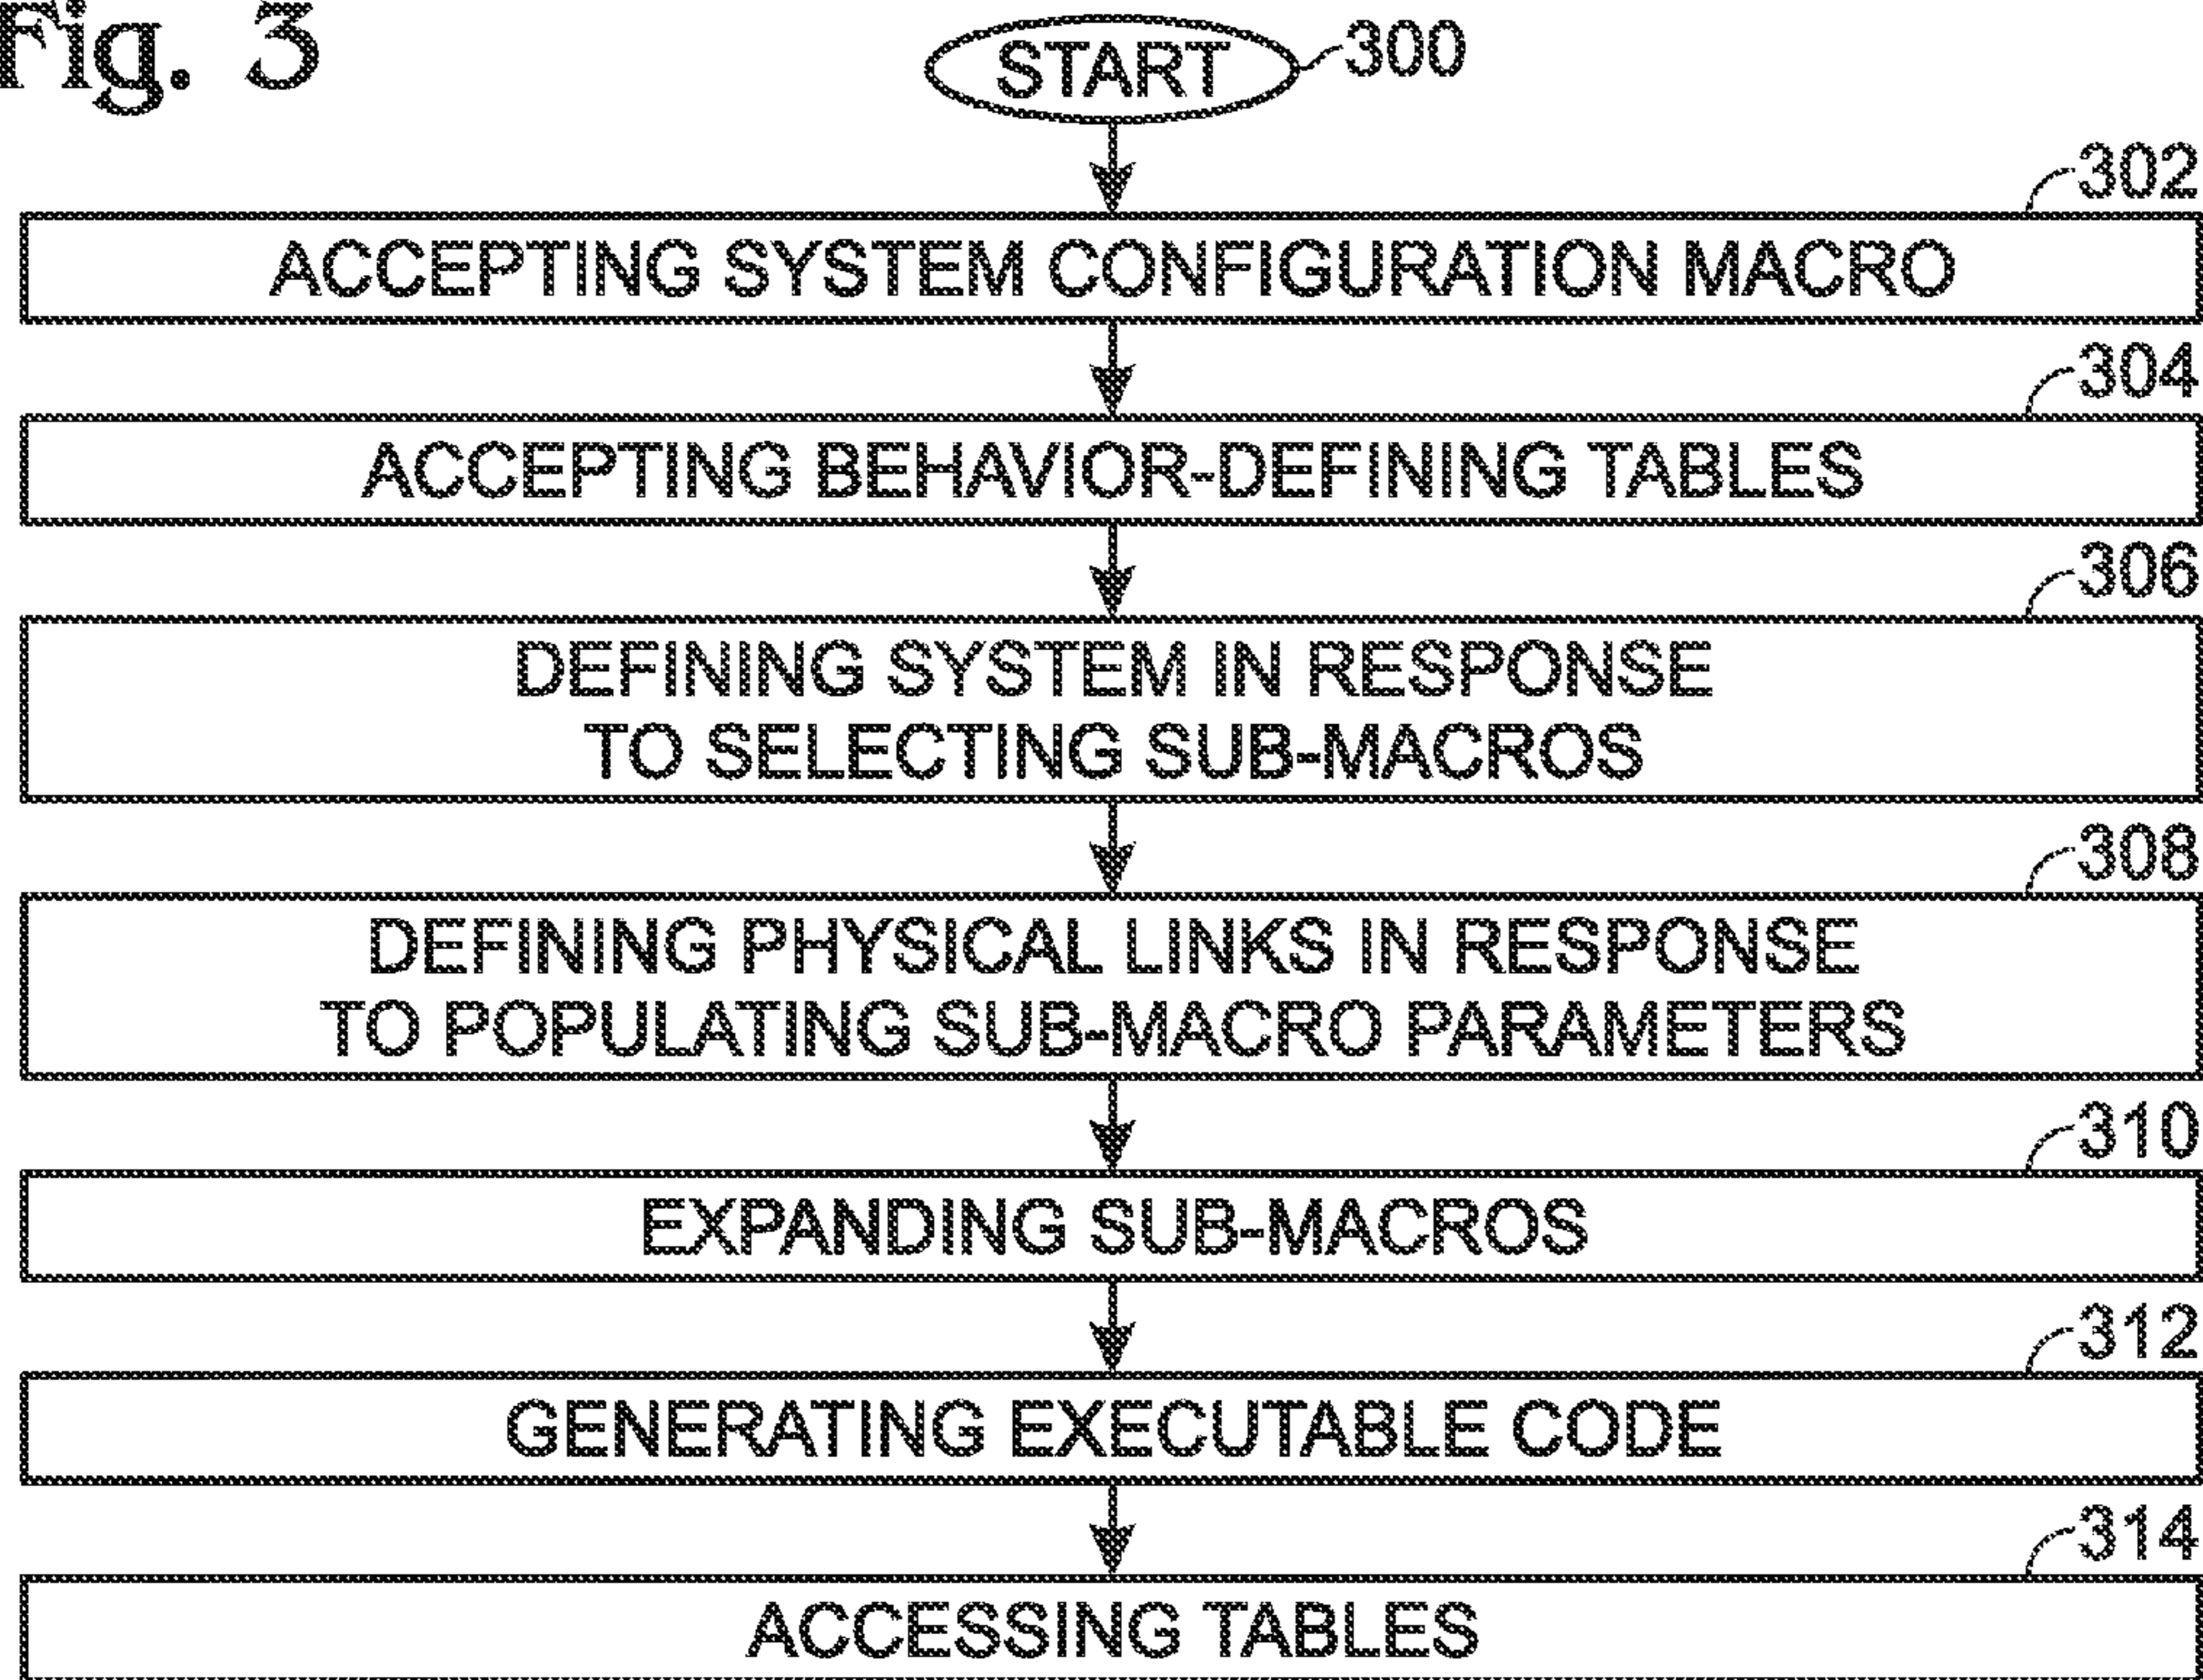 Fig. 3
START 300
302
ACCEPTING SYSTEM CONFIGURATION MACRO
304
ACCEPTING BEHAVIOR-DEFINING TABLES
306
DEFINING SYSTEM IN RESPONSE
TO SELECTING SUB-MACROS
308
DEFINING PHYSICAL LINKS IN RESPONSE
TO POPULATING SUB-MACRO PARAMETERS
310
EXPANDING SUB-MACROS
312
GENERATING EXECUTABLE CODE
314
ACCESSING TABLES